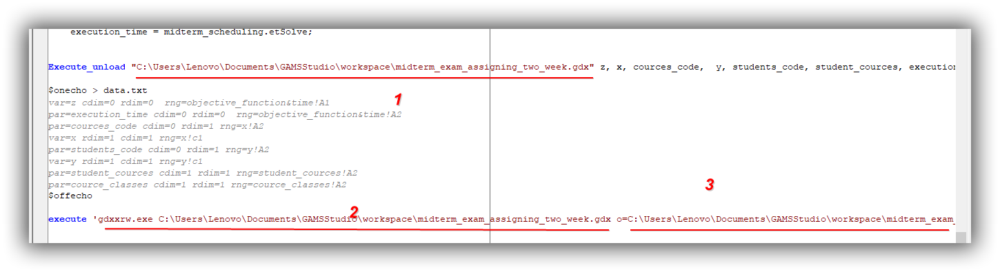 execution_time = midterm_scheduling.etSolve;
Execute_unload "C:\Users\Lenovo\Documents\GAMSStudio\workspace\midterm_exam_assigning_two_week.gdx" z, x, cources_code,  y, students_code, student_cources, execution
$onecho > data.txt
1
var=z cdim=0 rdim=0  rng=objective_function&time!A1
par=execution_time cdim=0 rdim=0  rng=objective_function&time!A2
par=cources_code cdim=0 rdim=1 rng=x!A2
var=x rdim=1 cdim=1 rng=x!c1
par=students_code cdim=0 rdim=1 rng=y!A2
var=y rdim=1 cdim=1 rng=y!c1
par=student_cources cdim=1 rdim=1 rng=student_cources!A2
par=cource_classes cdim=1 rdim=1 rng=cource_classes!A2
3
$offecho
2
execute 'gdxxrw.exe C:\Users\Lenovo\Documents\GAMSStudio\workspace\midterm_exam_assigning_two_week.gdx o=C:\Users\Lenovo\Documents\GAMSStudio\workspace\midterm_exam_